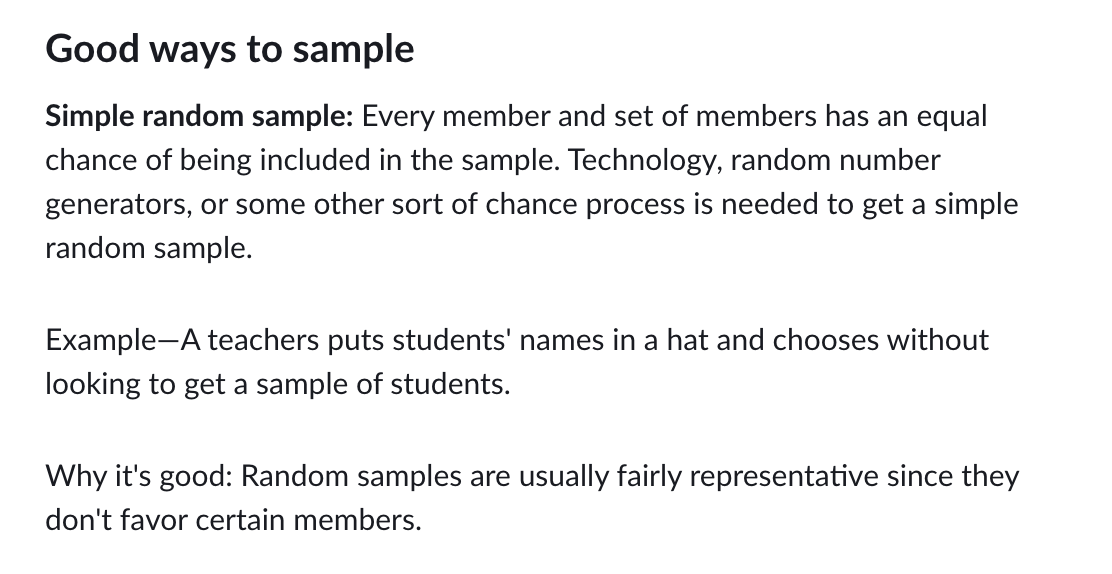 Good ways to sample
Simple random sample: Every member and set of members has an equal
chance of being included in the sample. Technology, random number
generators, or some other sort of chance process is needed to get a simple
random sample.
Example—A teachers puts students' names in a hat and chooses without
looking to get a sample of students.
Why it's good: Random samples are usually fairly representative since they
don't favor certain members.